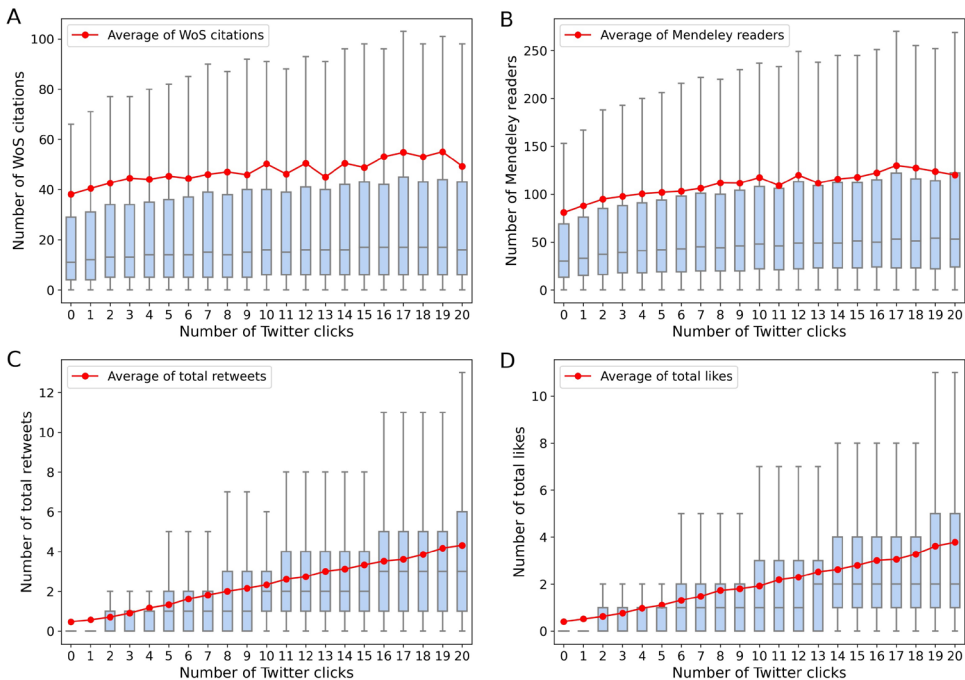 A
Average of WoS citations
Number of WoS citations
100
80
60
40
20
0
0 1 2 3 4 5 6 7 8 9 10 11 12 13 14 15 16 17 18 19 20
Number of Twitter clicks
B
Average of Mendeley readers
Number of Mendeley readers
250
200
150
100
50
0
0 1 2 3 4 5 6 7 8 9 10 11 12 13 14 15 16 17 18 19 20
Number of Twitter clicks
C
Average of total retweets
Number of total retweets
12
10
8
6
4
2
0
0 1 2 3 4 5 6 7 8 9 10 11 12 13 14 15 16 17 18 19 20
Number of Twitter clicks
D
Average of total likes
Number of total likes
10
8
6
4
2
0
0 1 2 3 4 5 6 7 8 9 10 11 12 13 14 15 16 17 18 19 20
Number of Twitter clicks